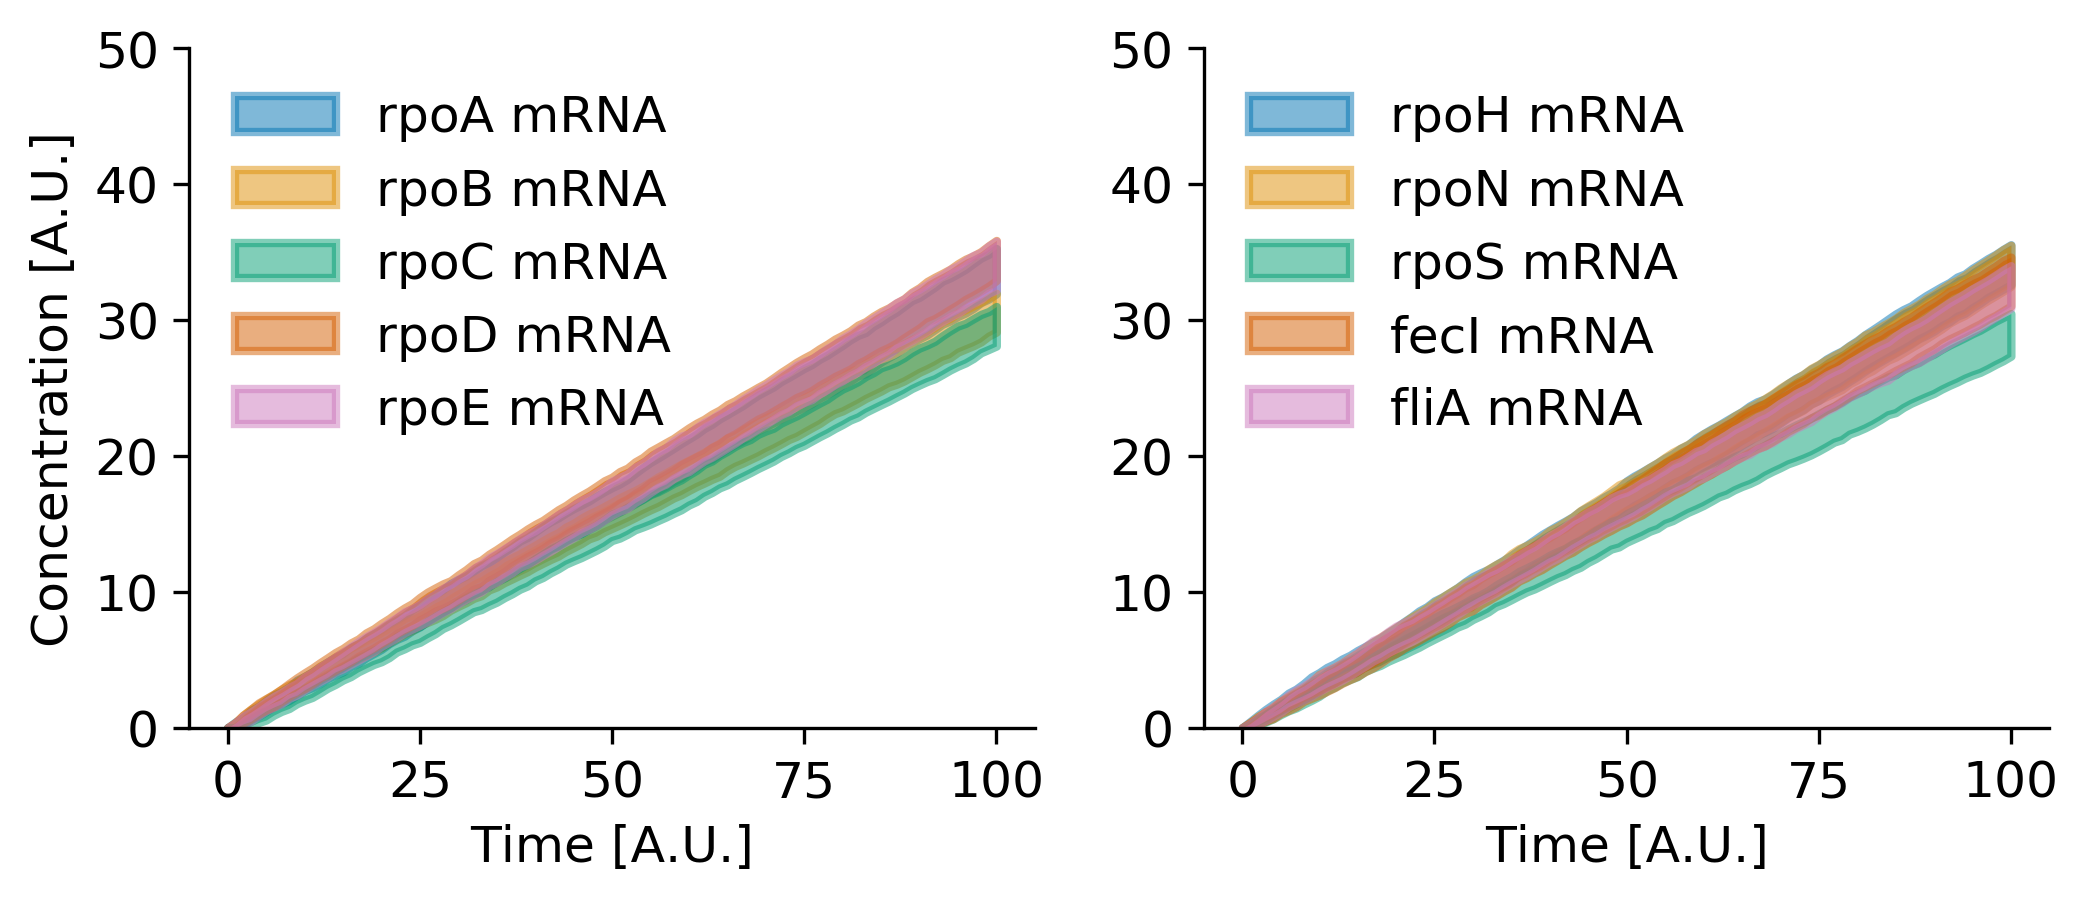 Concentration [A.U.]
50
40
30
20
10
0
rpoA mRNA
rpoB mRNA
rpoC mRNA
rpoD mRNA
rpoE mRNA
0 25 50 75 100
Time [A.U.]
50
40
30
20
10
0
rpoH mRNA
rpoN mRNA
rpoS mRNA
fecI mRNA
fliA mRNA
0 25 50 75 100
Time [A.U.]